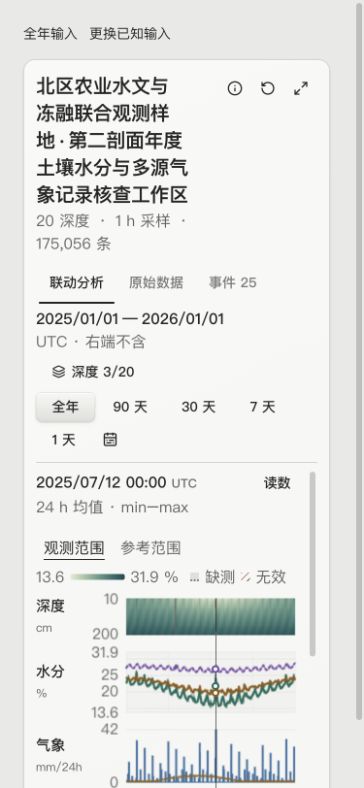 全年输入 更换已知输入
北区农业水文与
冻融联合观测样
地 · 第二剖面年度
土壤水分与多源气
象记录核查工作区
20 深度 · 1 h 采样 ·
175,056 条
联动分析 原始数据 事件 25
2025/01/01 — 2026/01/01
UTC · 右端不含
深度 3/20
全年 90 天 30 天 7 天
1 天
2025/07/12 00:00 UTC 读数
24 h 均值 · min—max
观测范围 参考范围
13.6 31.9 % 缺测 无效
深度 10
cm
200
31.9
水分 25
% 20
13.6
42
气象
mm/24h
0